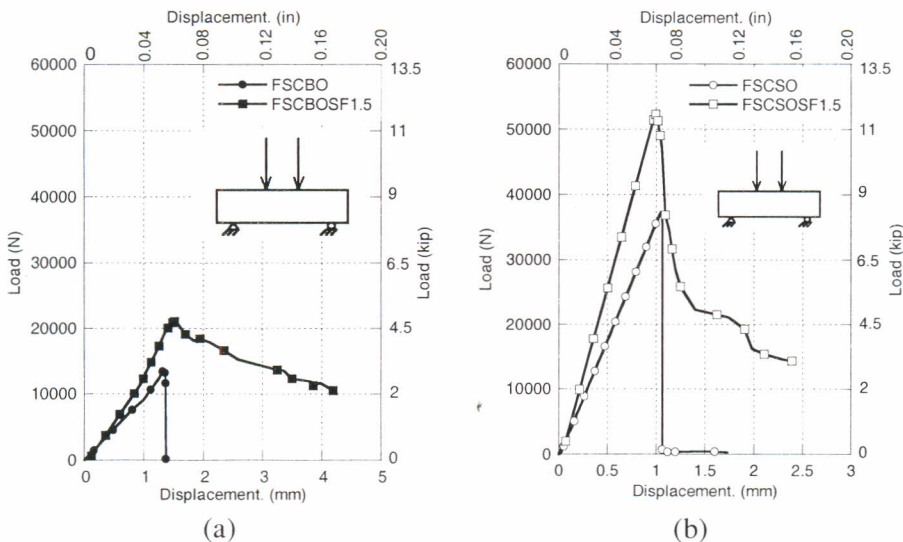 Displacement. (in)
0 0.04 0.08 0.12 0.16 0.20
60000 50000 40000 30000 20000 10000 0
Load (N)
FSCBO
FSCBOSF1.5
13.5 11 9 6.5 4.5 2 0
Load (kip)
0 1 2 3 4 5
Displacement. (mm)
(a)
Displacement. (in)
0 0.04 0.08 0.12 0.16 0.20
60000 50000 40000 30000 20000 10000 0
Load (N)
FSCSO
FSCSOSF1.5
13.5 11 9 6.5 4.5 2 0
Load (kip)
0 0.5 1 1.5 2 2.5 3
Displacement. (mm)
(b)